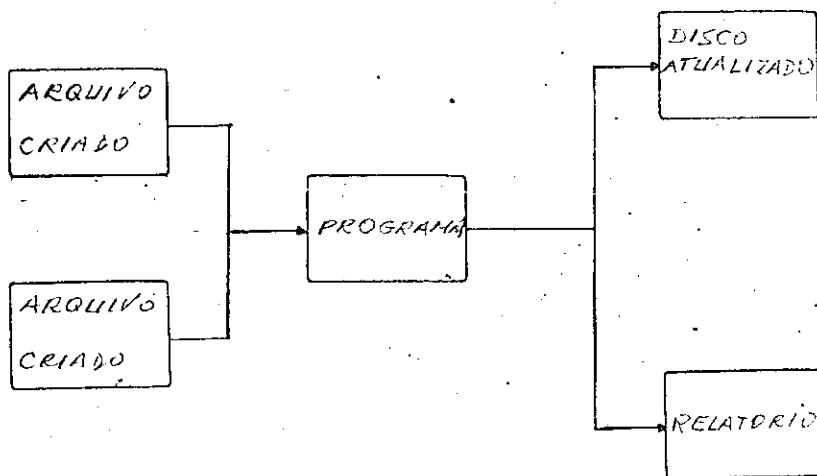 ARQUIVO
CRIADO
ARQUIVO
CRIADO
PROGRAMA
DISCO
ATUALIZADO
RELATORIO